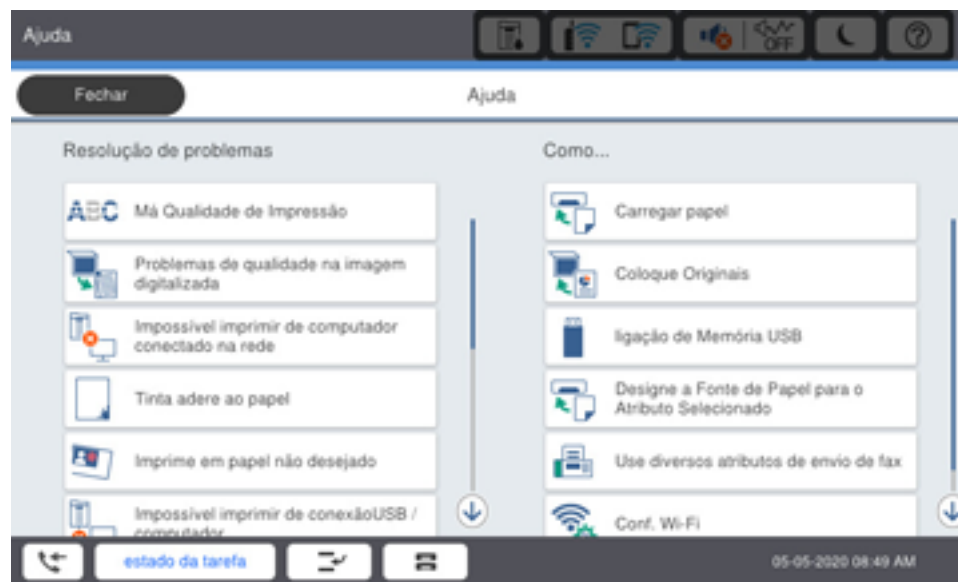 Ajuda
OFF
Fechar
Ajuda
Resolução de problemas
ABC Má Qualidade de Impressão
Problemas de qualidade na imagem
digitalizada
Impossível imprimir de computador
conectado na rede
Tinta adere ao papel
Imprime em papel não desejado
Impossível imprimir de conexãoUSB /
computador
Como...
Carregar papel
Coloque Originais
ligação de Memória USB
Designe a Fonte de Papel para o
Atributo Selecionado
Use diversos atributos de envio de fax
Conf. Wi-Fi
estado da tarefa
05-05-2020 08:49 AM